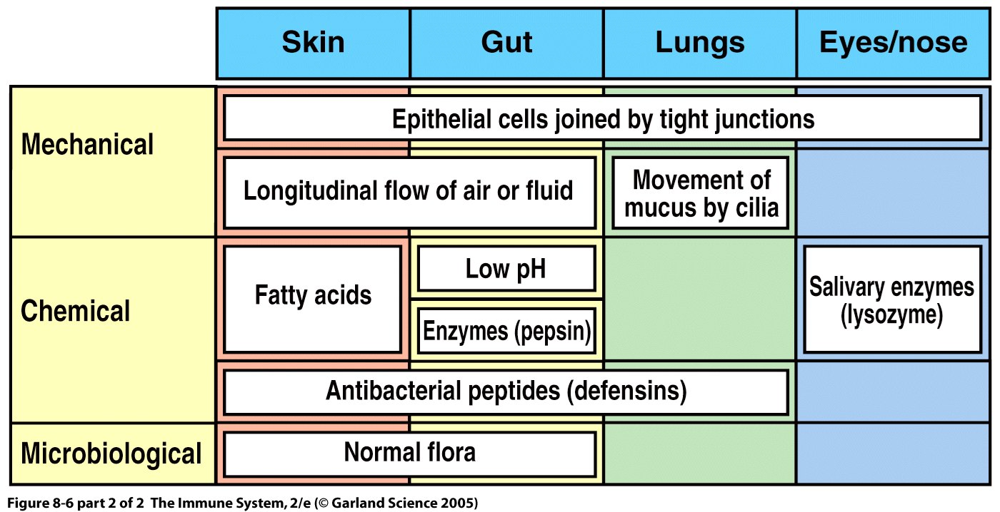 Skin Gut Lungs Eyes/nose
Mechanical
Epithelial cells joined by tight junctions
Longitudinal flow of air or fluid
Movement of
mucus by cilia
Chemical
Fatty acids
Low pH
Enzymes (pepsin)
Salivary enzymes
(lysozyme)
Antibacterial peptides (defensins)
Microbiological
Normal flora
Figure 8-6 part 2 of 2 The Immune System, 2/e (© Garland Science 2005)